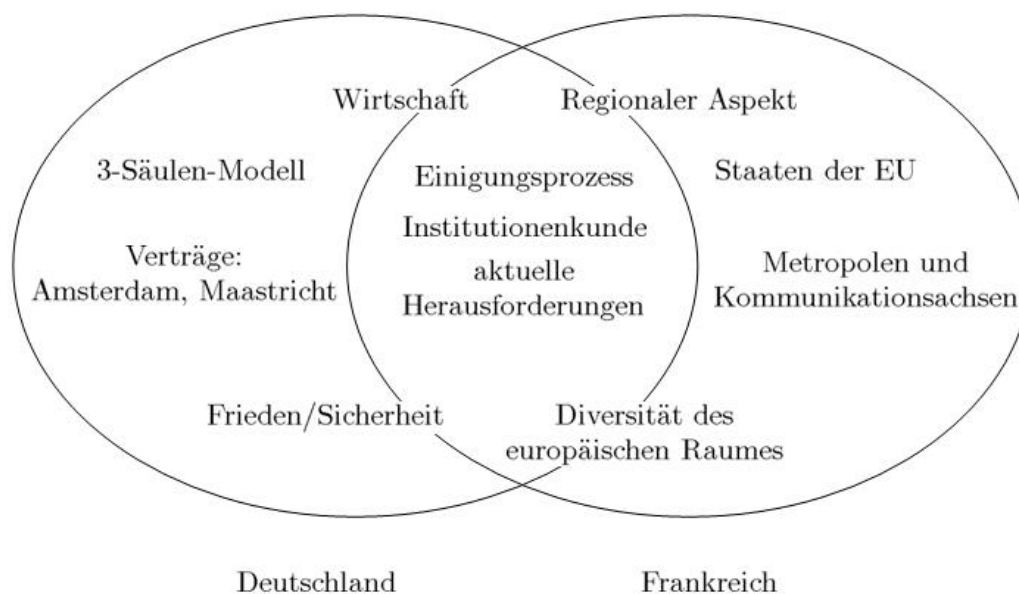 Wirtschaft
Regionaler Aspekt
3-Säulen-Modell
Einigungsprozess
Staaten der EU
Institutionenkunde
Verträge:
Amsterdam, Maastricht
aktuelle
Herausforderungen
Metropolen und
Kommunikationsachsen
Frieden/Sicherheit
Diversität des
europäischen Raumes
Deutschland
Frankreich